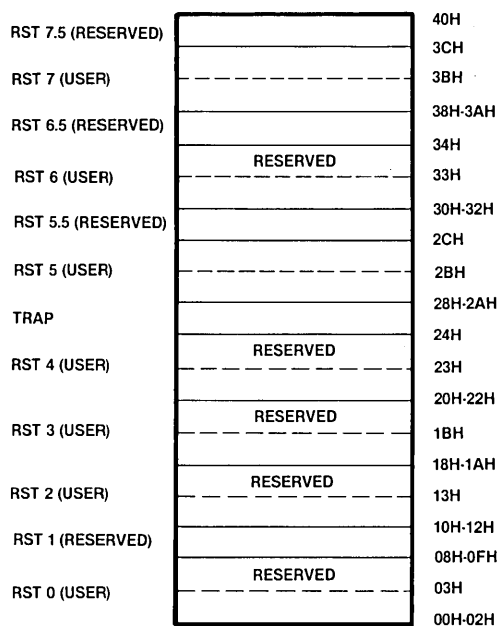 40H
RST 7.5 (RESERVED)
3CH
RST 7 (USER)
3BH
38H-3AH
RST 6.5 (RESERVED)
34H
RESERVED
RST 6 (USER)
33H
30H-32H
RST 5.5 (RESERVED)
2CH
RST 5 (USER)
2BH
28H-2AH
TRAP
24H
RESERVED
RST 4 (USER)
23H
20H-22H
RESERVED
RST 3 (USER)
1BH
18H-1AH
RESERVED
RST 2 (USER)
13H
10H-12H
RST 1 (RESERVED)
08H-0FH
RESERVED
RST 0 (USER)
03H
00H-02H